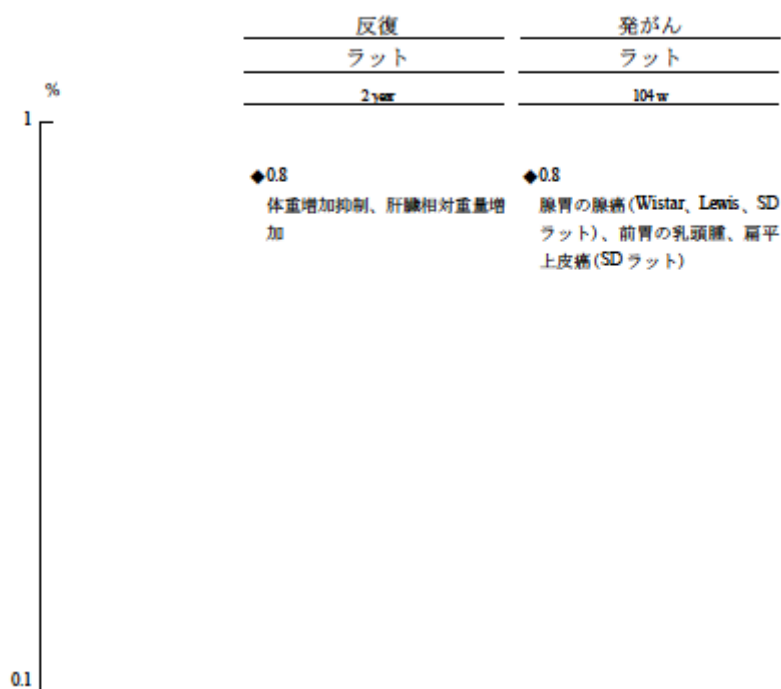 反復 発がん
ラット ラット
%
2 year 104 w
1
◆0.8 ◆0.8
体重増加抑制、肝臓相対重量増 腺胃の腺癌(Wistar、Lewis、SD
加 ラット)、前胃の乳頭腫、扁平
上皮癌(SD ラット)
0.1